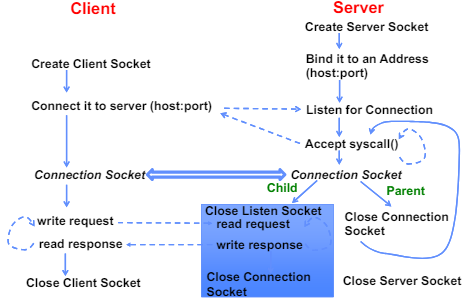 Client
Server
Create Server Socket
Bind it to an Address
(host:port)
Create Client Socket
Connect it to server (host:port)
Listen for Connection
Accept syscall()
Connection Socket
Connection Socket
Child
Parent
Close Listen Socket
write request
read request
read response
write response
Close Connection
Socket
Close Client Socket
Close Connection
Socket
Close Server Socket